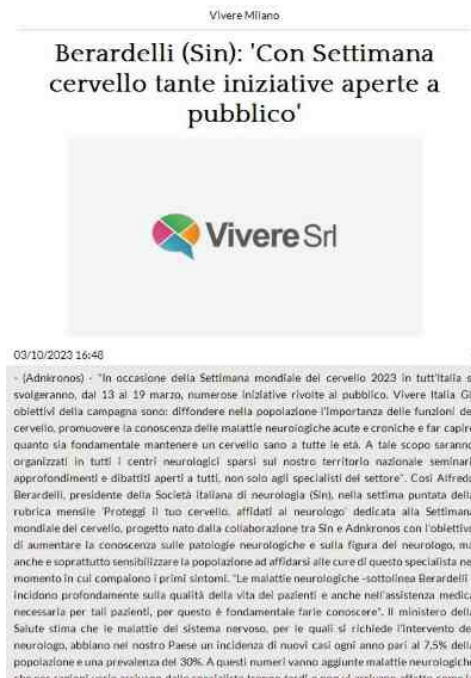 Vivere Milano
Berardelli (Sin): 'Con Settimana
cervello tante iniziative aperte a
pubblico'
Vivere Srl
03/10/2023 16:48
- (Adnkronos) - "In occasione della Settimana mondiale del cervello 2023 in tutt'Italia s
svolgeranno, dal 13 al 19 marzo, numerose iniziative rivolte al pubblico. Vivere Italia Gl
obiettivi della campagna sono: diffondere nella popolazione l'importanza delle funzioni de
cervello, promuovere la conoscenza delle malattie neurologiche acute e croniche e far capire
quanto sia fondamentale mantenere un cervello sano a tutte le età. A tale scopo saranno
organizzati in tutti i centri neurologici sparsi sul nostro territorio nazionale seminari
approfondimenti e dibattiti aperti a tutti, non solo agli specialisti del settore". Così Alfredo
Berardelli, presidente della Società italiana di neurologia (Sin), nella settima puntata della
rubrica mensile 'Proteggi il tuo cervello, affidati al neurologo' dedicata alla Settimana
mondiale del cervello, progetto nato dalla collaborazione tra Sin e Adnkronos con l'obiettivo
di aumentare la conoscenza sulle patologie neurologiche e sulla figura del neurologo, ma
anche e soprattutto sensibilizzare la popolazione ad affidarsi alle cure di questo specialista ne
momento in cui compaiono i primi sintomi. "Le malattie neurologiche -sottolinea Berardelli -
incidono profondamente sulla qualità della vita dei pazienti e anche nell'assistenza medica
necessaria per tali pazienti, per questo è fondamentale farle conoscere". Il ministero della
Salute stima che le malattie del sistema nervoso, per le quali si richiede l'intervento de
neurologo, abbiano nel nostro Paese un incidenza di nuovi casi ogni anno pari al 7,5% della
popolazione e una prevalenza del 30%. A questi numeri vanno aggiunte malattie neurologiche